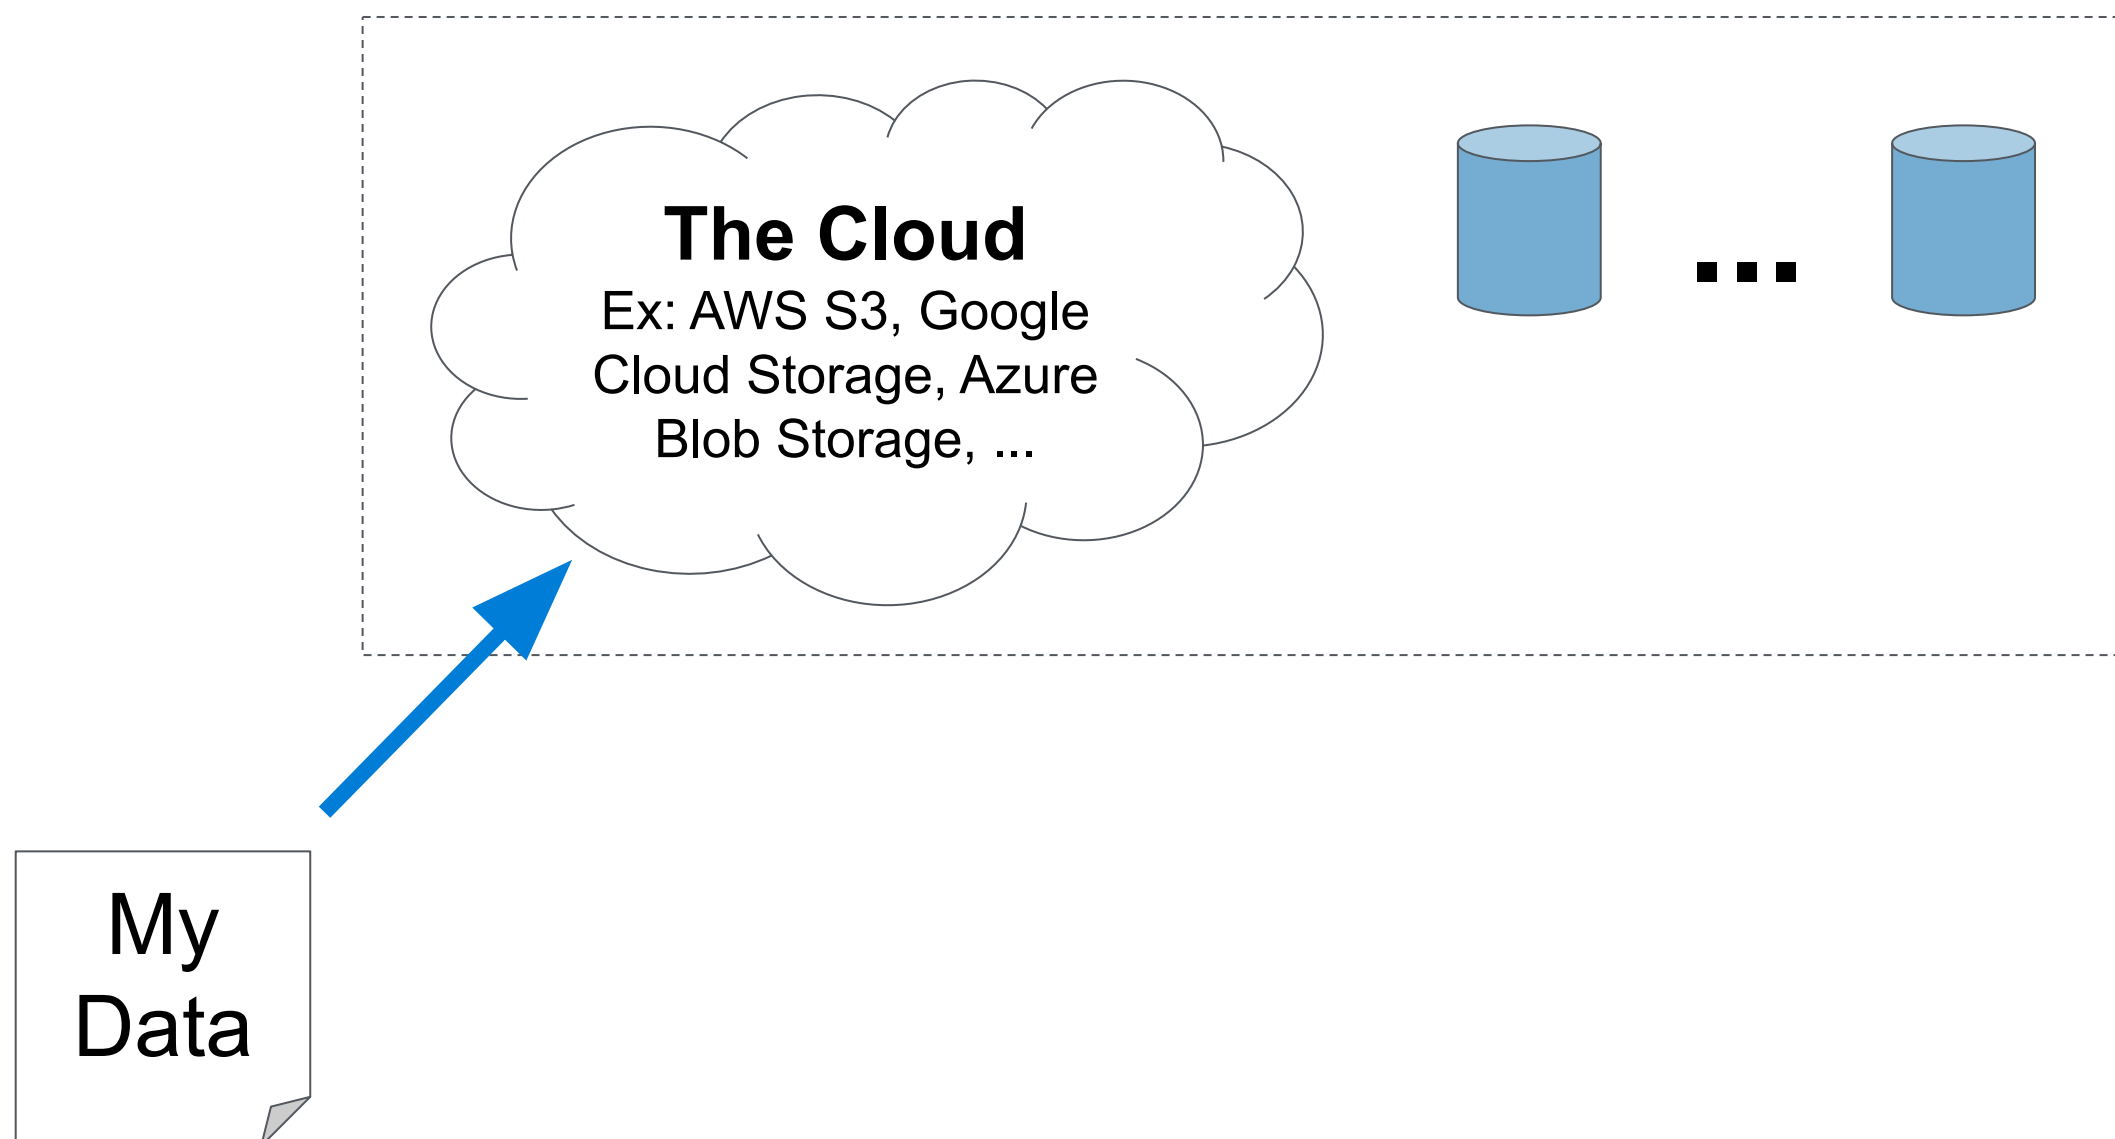 The Cloud
Ex: AWS S3, Google
Cloud Storage, Azure
Blob Storage, ...
...
My
Data